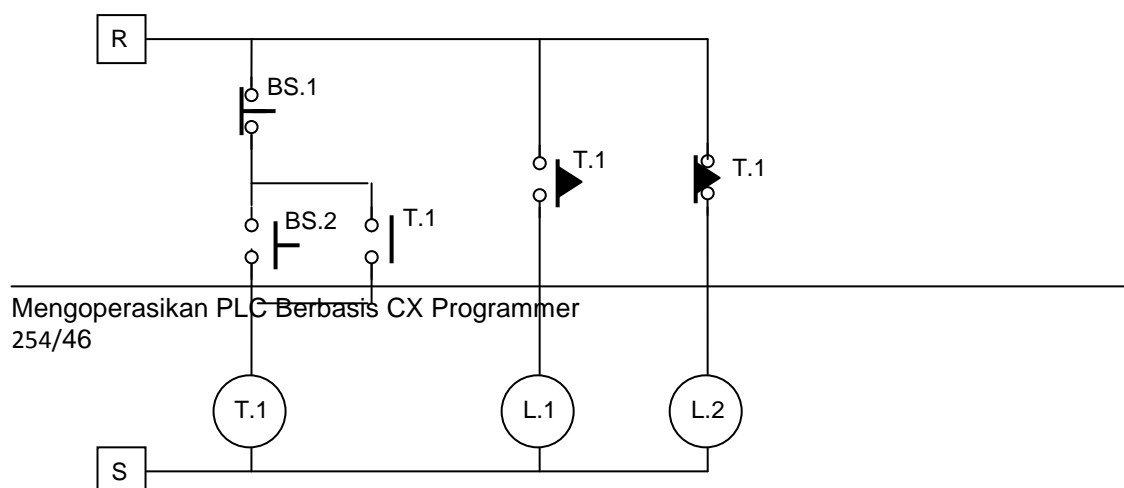 R
BS.1
T.1
T.1
BS.2
T.1
Mengoperasikan PLC Berbasis CX Programmer
254/46
T.1
L.1
L.2
S